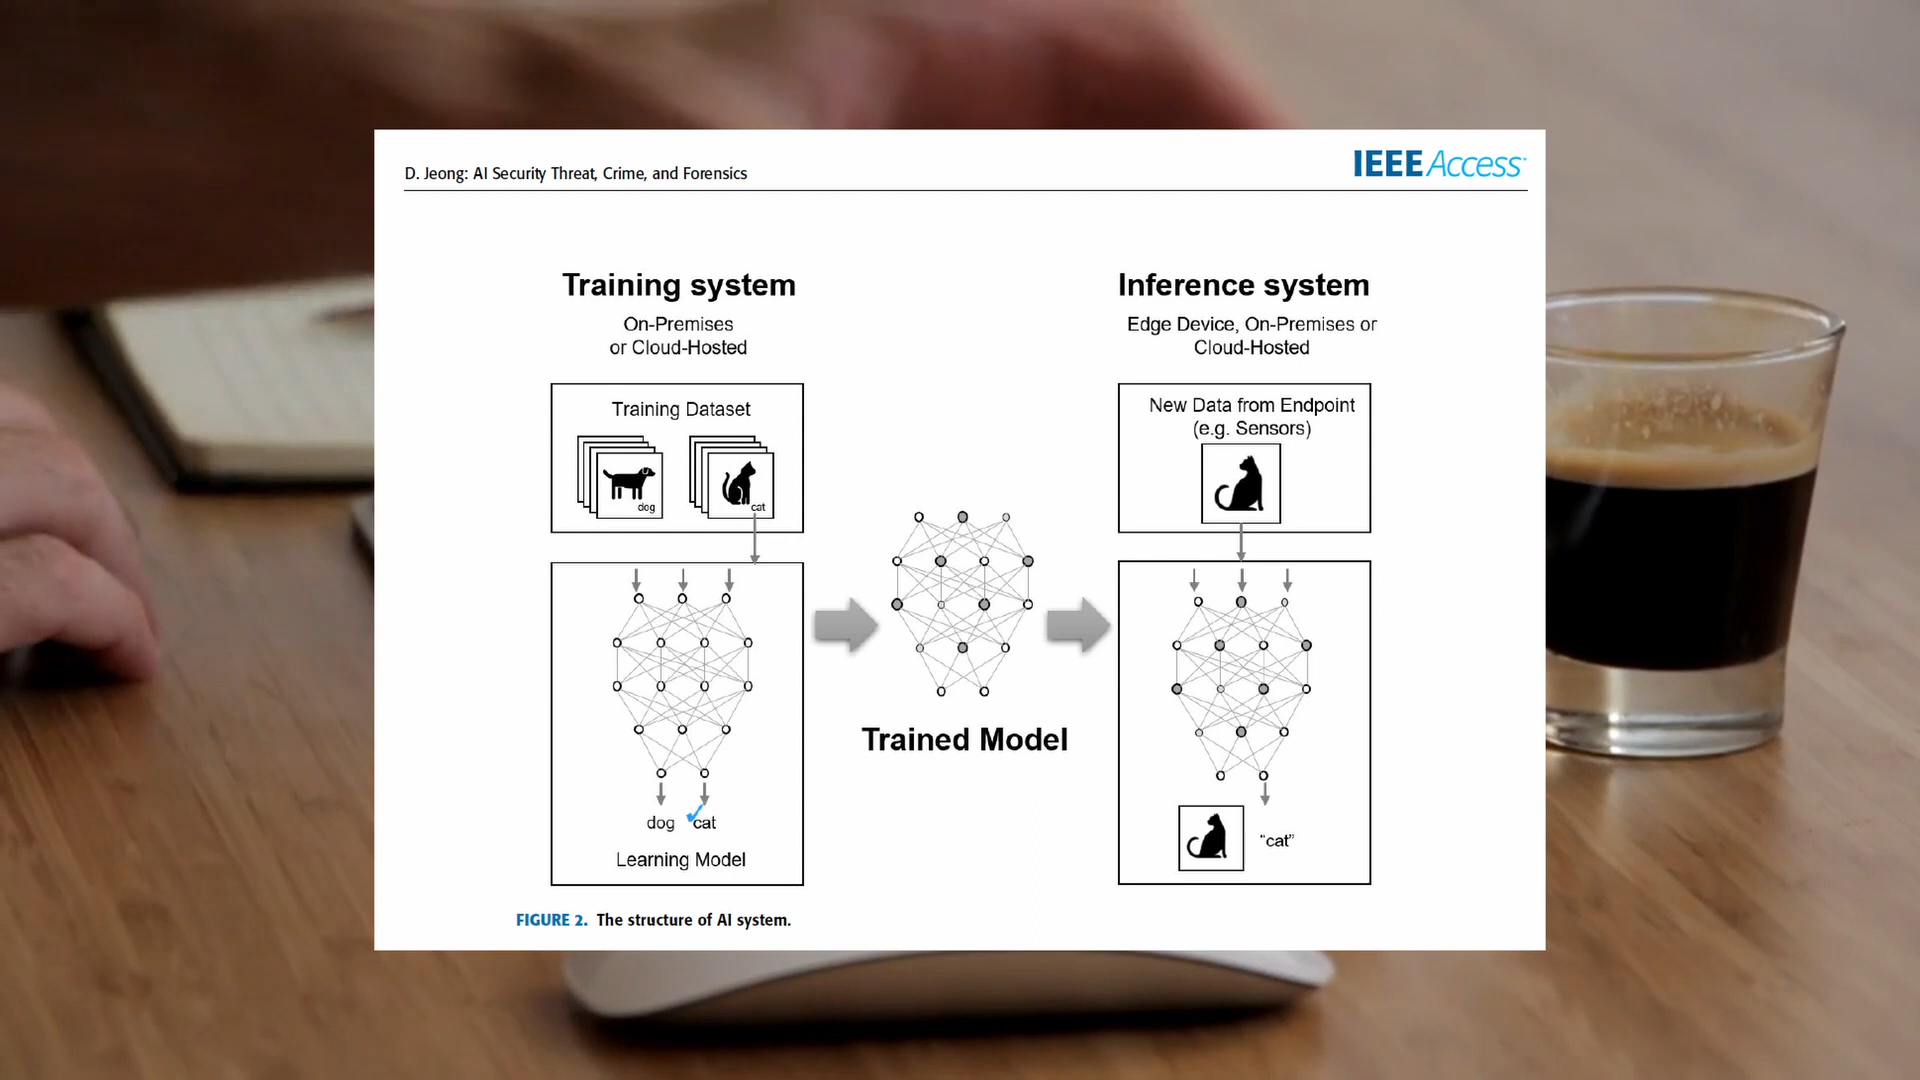 D. Jeong: AI Security Threat, Crime, and Forensics
IEEE Access
Training system
On-Premises
or Cloud-Hosted
Training Dataset
dog
cat
dog cat
Learning Model
Trained Model
Inference system
Edge Device, On-Premises or
Cloud-Hosted
New Data from Endpoint
(e.g. Sensors)
"cat"
FIGURE 2. The structure of AI system.